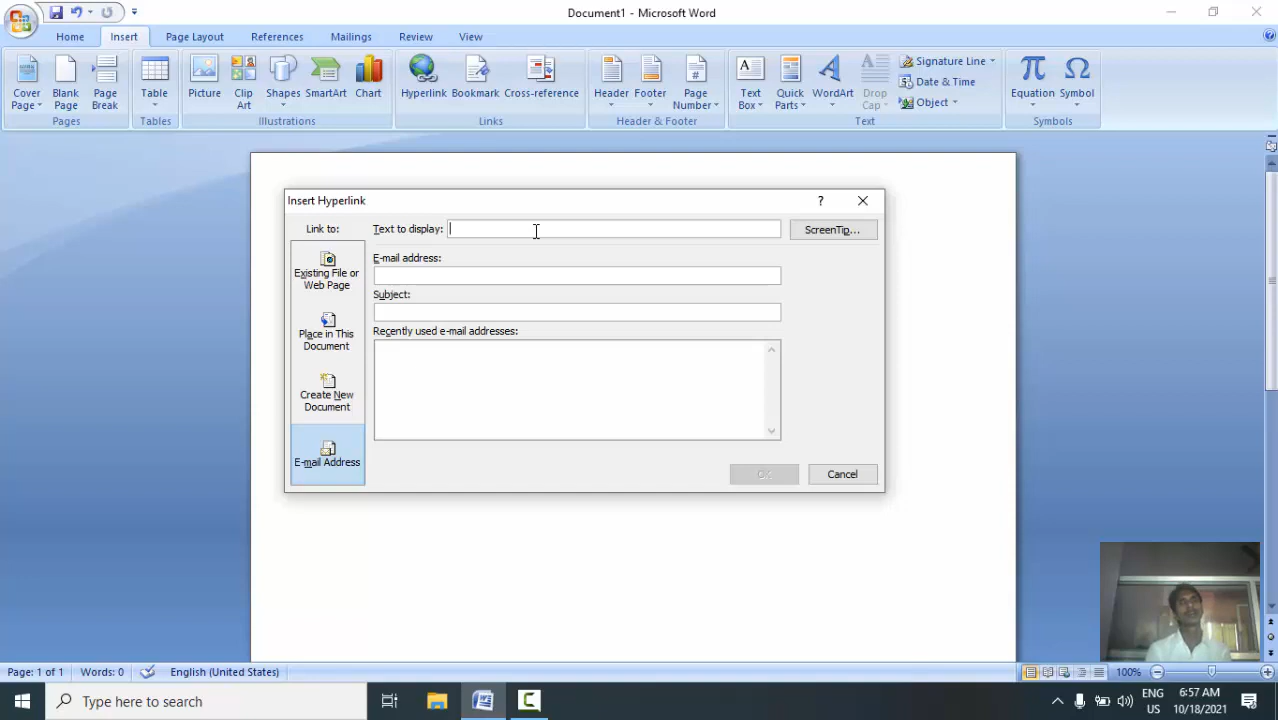 Document1 - Microsoft Word
Home Insert Page Layout References Mailings Review View
Cover Page Blank Page Page Break Table Picture Clip Art Shapes SmartArt Chart Hyperlink Bookmark Cross-reference Header Footer Page Number Text Box Quick Parts WordArt Drop Cap Signature Line Date & Time Object Equation Symbol
Pages Tables Illustrations Links Header & Footer Text Symbols
Insert Hyperlink ?
Link to: Text to display: ScreenTip...
E-mail address:
Existing File or Web Page
Subject:
Place in This Document
Recently used e-mail addresses:
Create New Document
E-mail Address
OK Cancel
Page: 1 of 1 Words: 0 English (United States) 100%
Type here to search
ENG US 6:57 AM 10/18/2021